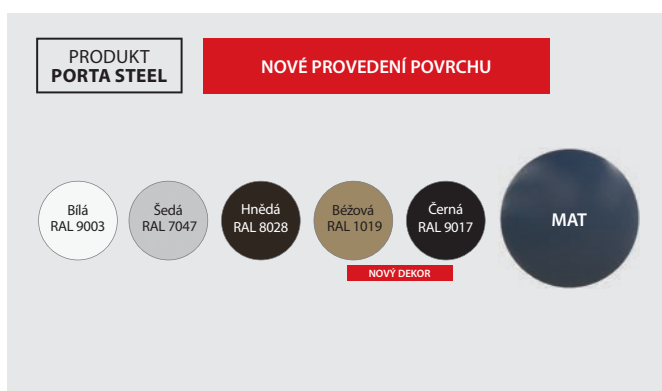 PRODUKT
PORTA STEEL
NOVÉ PROVEDENÍ POVRCHU
Bílá
RAL 9003
Šedá
RAL 7047
Hnědá
RAL 8028
Béžová
RAL 1019
Černá
RAL 9017
MAT
NOVÝ DEKOR